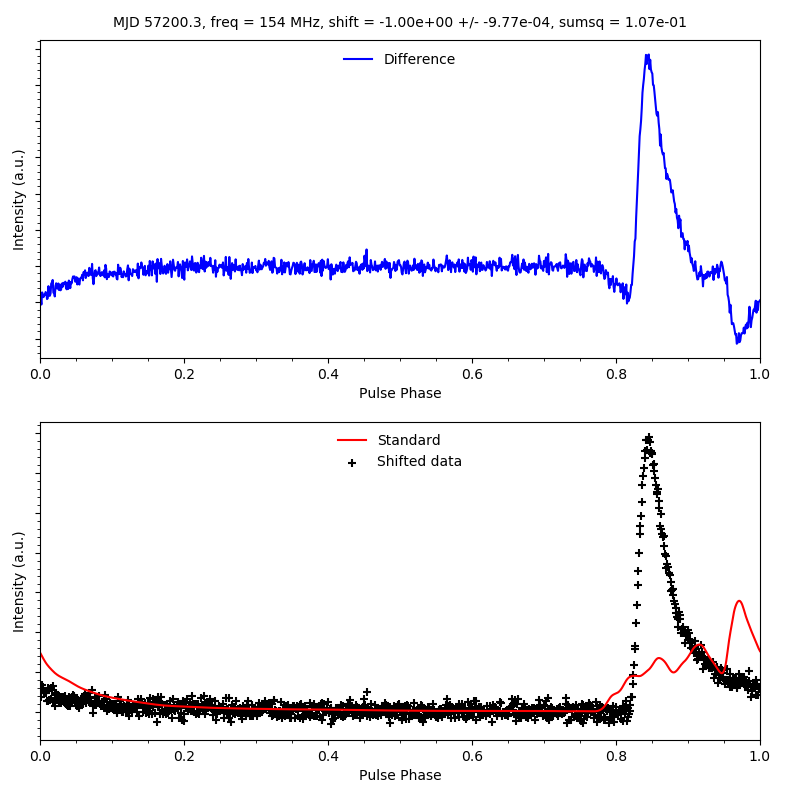 MJD 57200.3, freq = 154 MHz, shift = -1.00e+00 +/- -9.77e-04, sumsq = 1.07e-01
Difference
Intensity (a.u.)
0.0 0.2 0.4 0.6 0.8 1.0
Pulse Phase
Standard
Shifted data
Intensity (a.u.)
0.0 0.2 0.4 0.6 0.8 1.0
Pulse Phase